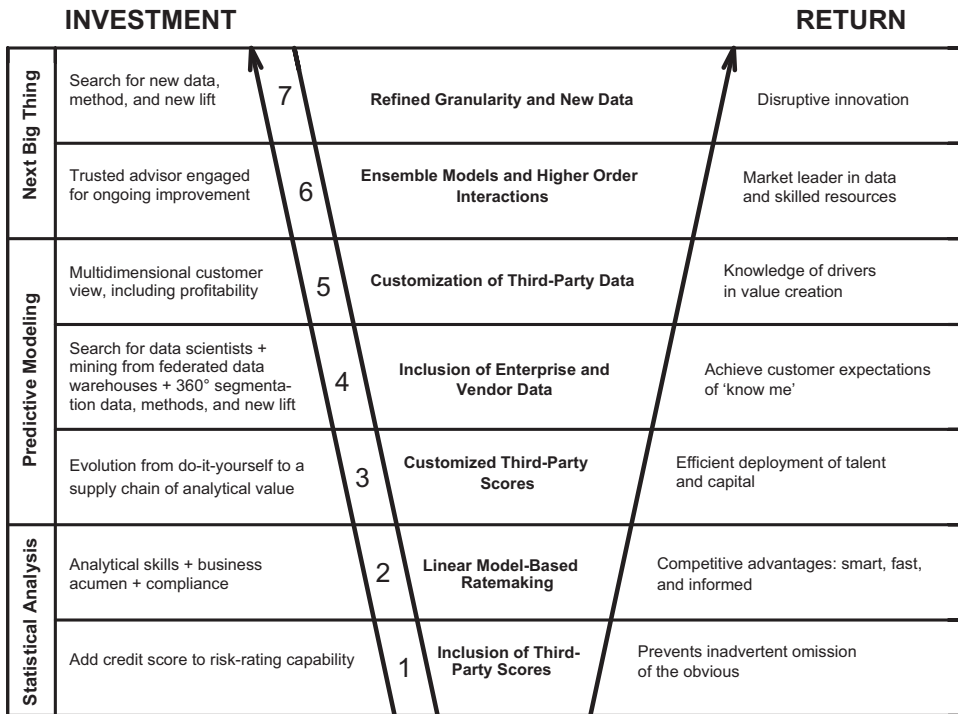 INVESTMENT
RETURN
Next Big Thing
Search for new data,
method, and new lift
7
Refined Granularity and New Data
Disruptive innovation
Trusted advisor engaged
for ongoing improvement
6
Ensemble Models and Higher Order
Interactions
Market leader in data
and skilled resources
Predictive Modeling
Multidimensional customer
view, including profitability
5
Customization of Third-Party Data
Knowledge of drivers
in value creation
Search for data scientists +
mining from federated data
warehouses + 360° segmenta-
tion data, methods, and new lift
4
Inclusion of Enterprise and
Vendor Data
Achieve customer expectations
of ‘know me’
Evolution from do-it-yourself to a
supply chain of analytical value
3
Customized Third-Party
Scores
Efficient deployment of talent
and capital
Statistical Analysis
Analytical skills + business
acumen + compliance
2
Linear Model-Based
Ratemaking
Competitive advantages: smart, fast,
and informed
Add credit score to risk-rating capability
1
Inclusion of Third-
Party Scores
Prevents inadvertent omission
of the obvious